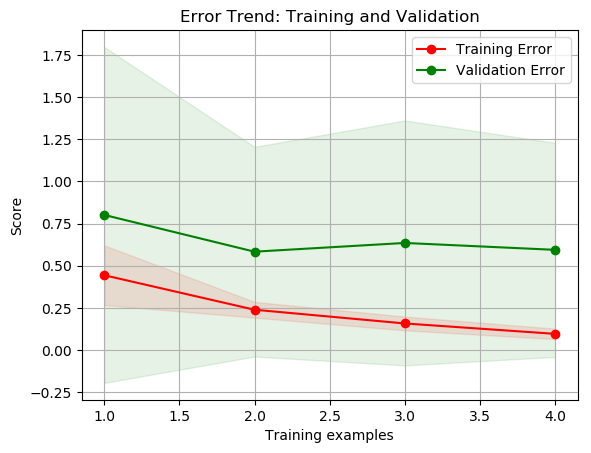 Error Trend: Training and Validation
Training Error
Validation Error
1.75
1.50
1.25
1.00
0.75
0.50
0.25
0.00
−0.25
Score
1.0 1.5 2.0 2.5 3.0 3.5 4.0
Training examples